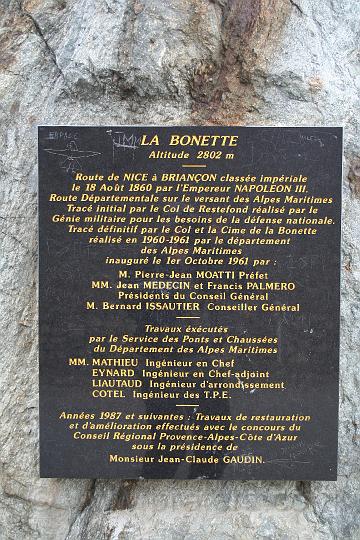 ESPACE
JMM
LA BONETTE
Altitude 2802 m
Route de NICE à BRIANÇON classée impériale
le 18 Août 1860 par l'Empereur NAPOLEON III.
Route Départementale sur le versant des Alpes Maritimes
Tracé initial par le Col de Restefond réalisé par le
Génie militaire pour les besoins de la défense nationale.
Tracé définitif par le Col et la Cime de la Bonette
réalisé en 1960-1961 par le département
des Alpes Maritimes
inauguré le 1er Octobre 1961 par :
M. Pierre-Jean MOATTI Préfet
MM. Jean MEDECIN et Francis PALMERO
Présidents du Conseil Général
M. Bernard ISSAUTIER Conseiller Général
Travaux éxécutés
par le Service des Ponts et Chaussées
du Département des Alpes Maritimes
MM. MATHIEU Ingénieur en Chef
EYNARD Ingénieur en Chef-adjoint
LIAUTAUD Ingénieur d'arrondissement
COTEL Ingénieur des T.P.E.
Années 1987 et suivantes : Travaux de restauration
et d'amélioration effectués avec le concours du
Conseil Régional Provence-Alpes-Côte d'Azur
sous la présidence de
Monsieur Jean-Claude GAUDIN.